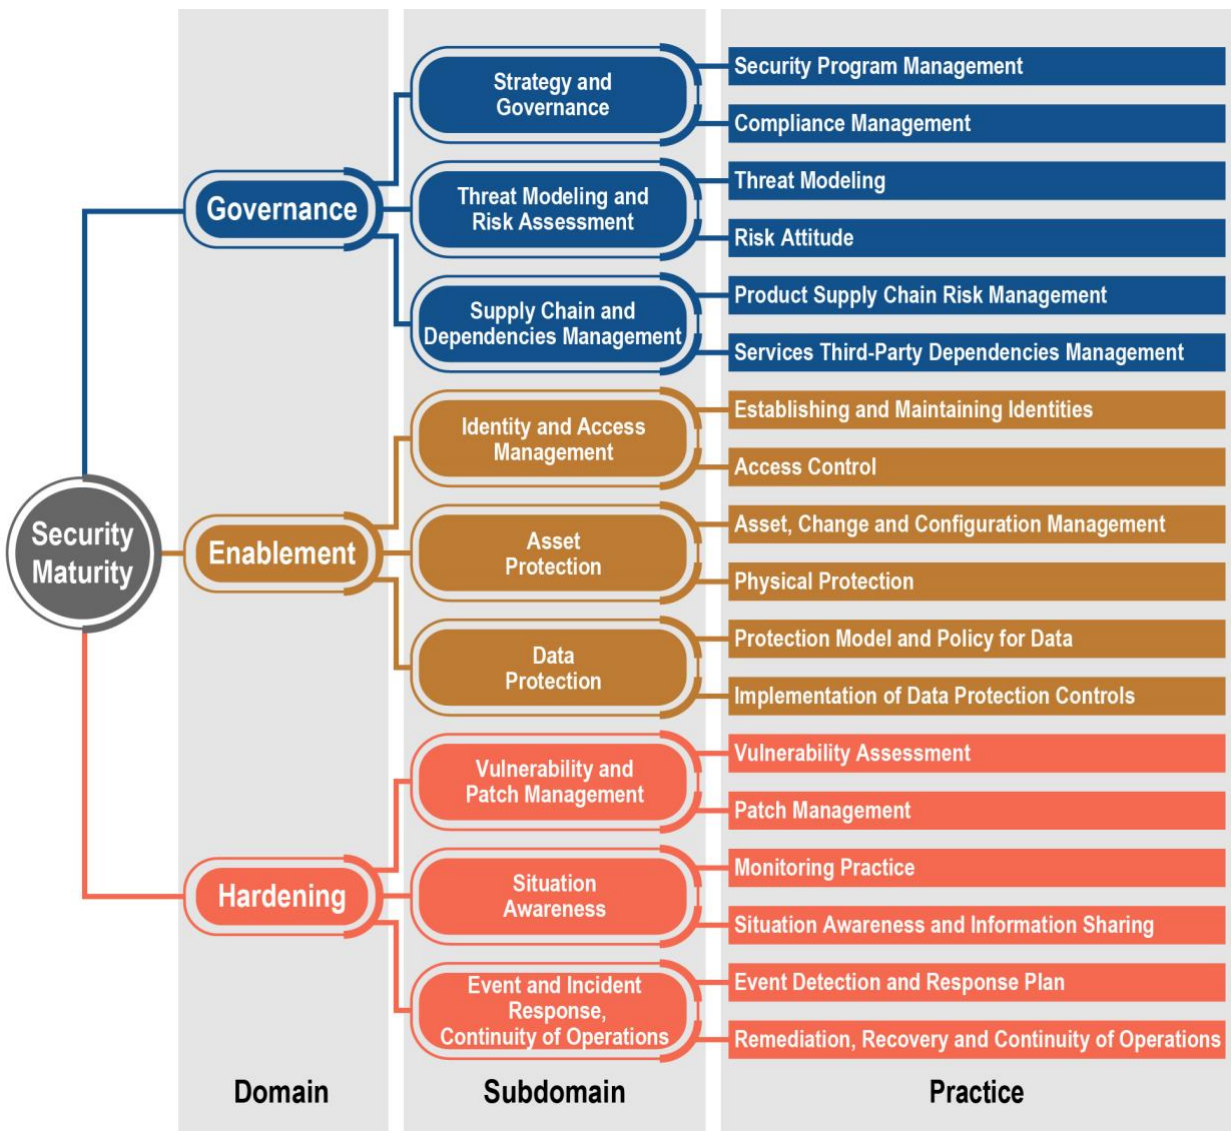 Security
Maturity
Governance
Strategy and
Governance
Security Program Management
Compliance Management
Threat Modeling and
Risk Assessment
Threat Modeling
Risk Attitude
Supply Chain and
Dependencies Management
Product Supply Chain Risk Management
Services Third-Party Dependencies Management
Enablement
Identity and Access
Management
Establishing and Maintaining Identities
Access Control
Asset
Protection
Asset, Change and Configuration Management
Physical Protection
Data
Protection
Protection Model and Policy for Data
Implementation of Data Protection Controls
Hardening
Vulnerability and
Patch Management
Vulnerability Assessment
Patch Management
Situation
Awareness
Monitoring Practice
Situation Awareness and Information Sharing
Event and Incident
Response,
Continuity of Operations
Event Detection and Response Plan
Remediation, Recovery and Continuity of Operations
Domain
Subdomain
Practice